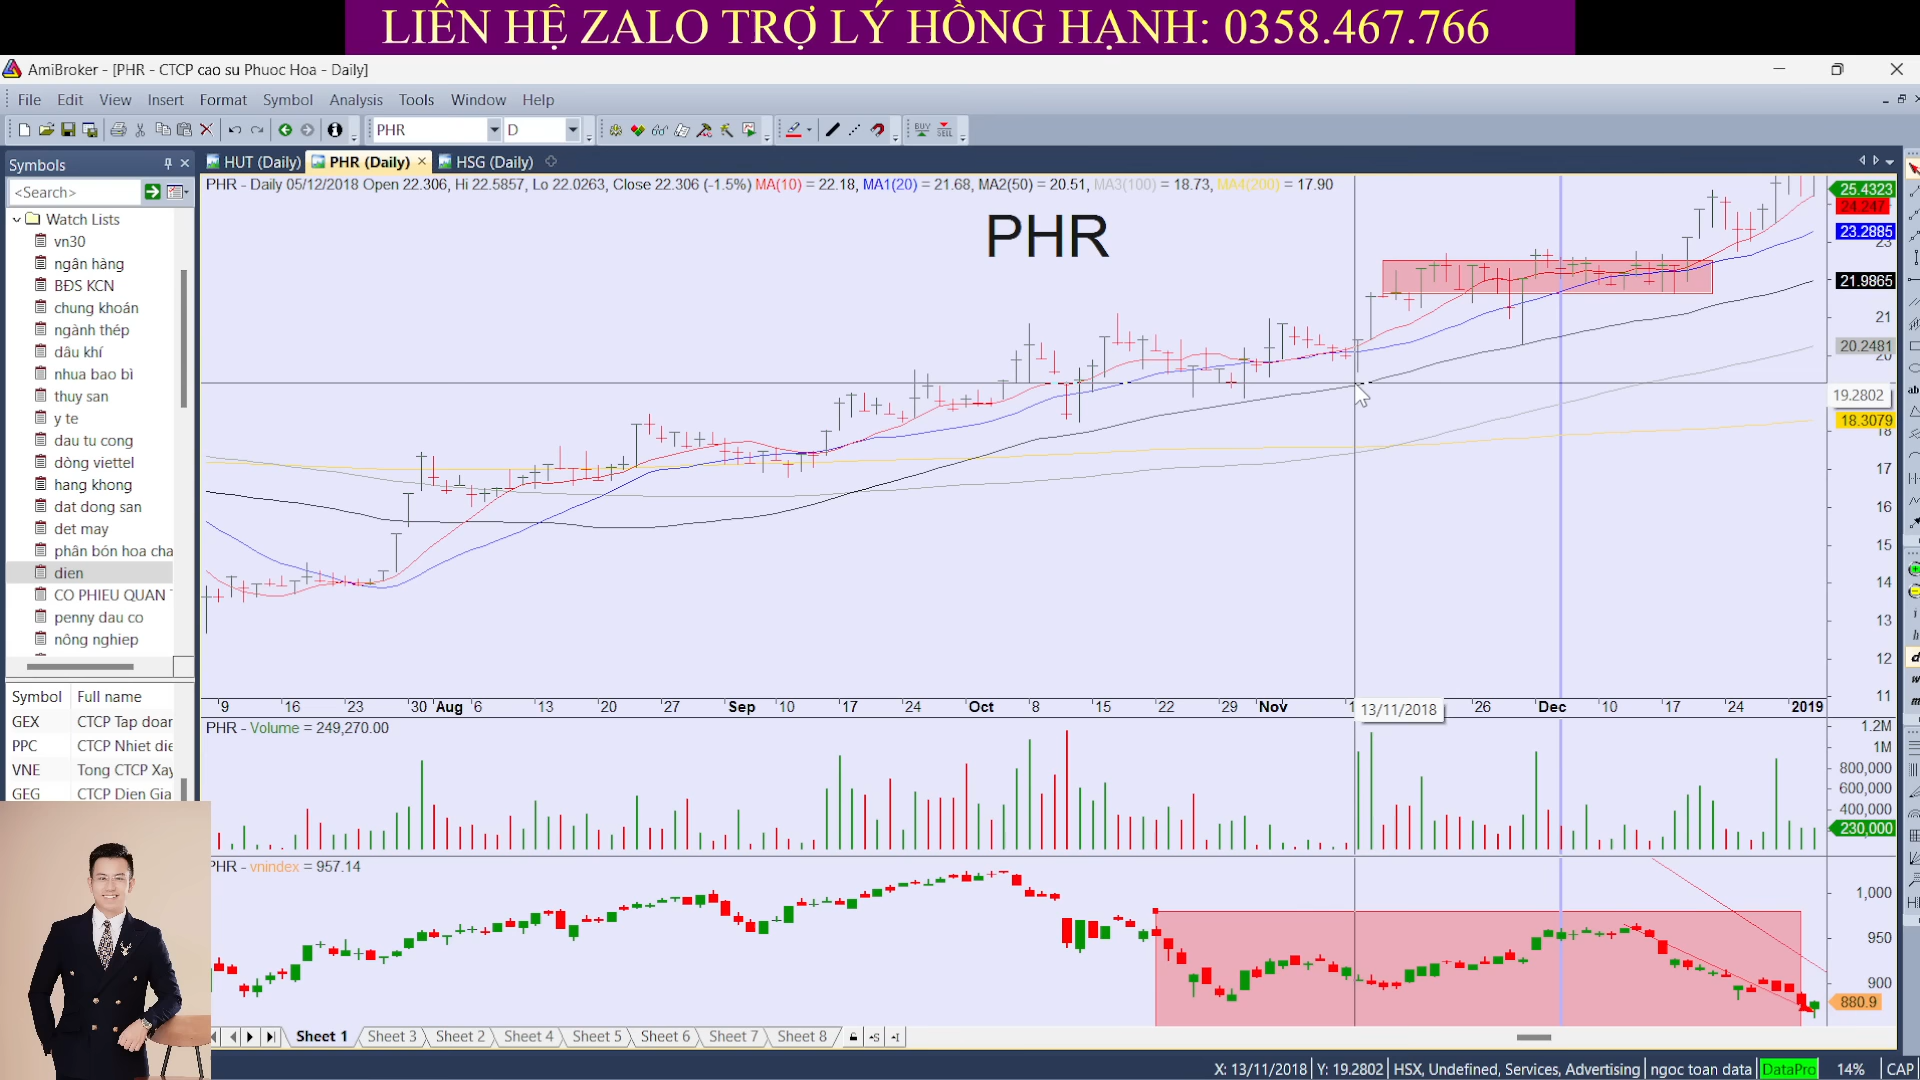 LIÊN HỆ ZALO TRỢ LÝ HỒNG HẠNH: 0358.467.766
AmiBroker - [PHR - CTCP cao su Phuoc Hoa - Daily]
File Edit View Insert Format Symbol Analysis Tools Window Help
PHR D BUY SELL
Symbols
HUT (Daily) PHR (Daily) HSG (Daily)
<Search>
PHR - Daily 05/12/2018 Open 22.306, Hi 22.5857, Lo 22.0263, Close 22.306 (-1.5%) MA(10) = 22.18, MA1(20) = 21.68, MA2(50) = 20.51, MA3(100) = 18.73, MA4(200) = 17.90
PHR
Watch Lists
vn30
ngân hàng
BĐS KCN
chung khoán
ngành thép
dâu khí
nhua bao bì
thuy san
y te
dau tu cong
dòng viettel
hang khong
dat dong san
det may
phân bón hoa cha
dien
CO PHIEU QUAN
penny dau co
nông nghiep
25.4323
24.247
23.2885
23
21.9865
21
20.2481
20
19.2802
18.3079
18
17
16
15
14
13
12
11
9 16 23 30 Aug 6 13 20 27 Sep 10 17 24 Oct 8 15 22 29 Nov 13/11/2018 26 Dec 10 17 24 2019
Symbol Full name
GEX CTCP Tap doar
PPC CTCP Nhiet die
VNE Tong CTCP Xay
GEG CTCP Dien Gia
PHR - Volume = 249,270.00
1.2M
1M
800,000
600,000
400,000
230,000
PHR - vnindex = 957.14
1,000
950
900
880.9
Sheet 1 Sheet 3 Sheet 2 Sheet 4 Sheet 5 Sheet 6 Sheet 7 Sheet 8
X: 13/11/2018 Y: 19.2802 HSX, Undefined, Services, Advertising ngoc toan data DataPro 14% CAP